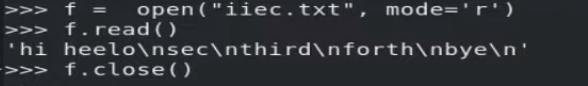 >>> f =  open("iiec.txt", mode='r')
>>> f.read()
'hi heelo\nsec\nthird\nforth\nbye\n'
>>> f.close()